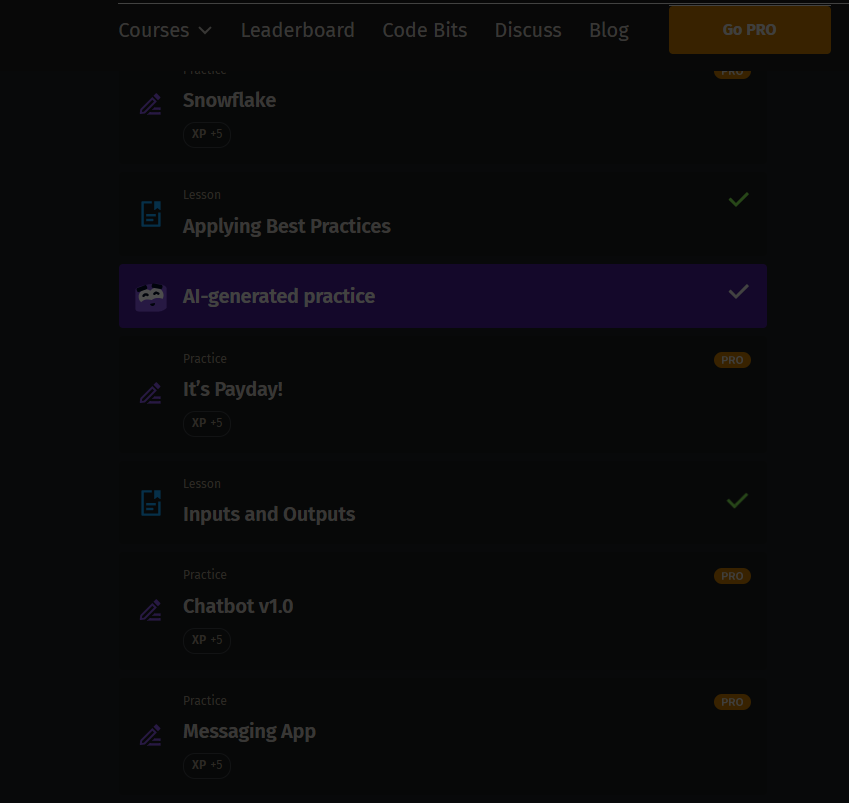 Courses Leaderboard Code Bits Discuss Blog Go PRO
Practice PRO
Snowflake
XP +5
Lesson
Applying Best Practices
AI-generated practice
Practice PRO
It's Payday!
XP +5
Lesson
Inputs and Outputs
Practice PRO
Chatbot v1.0
XP +5
Practice PRO
Messaging App
XP +5